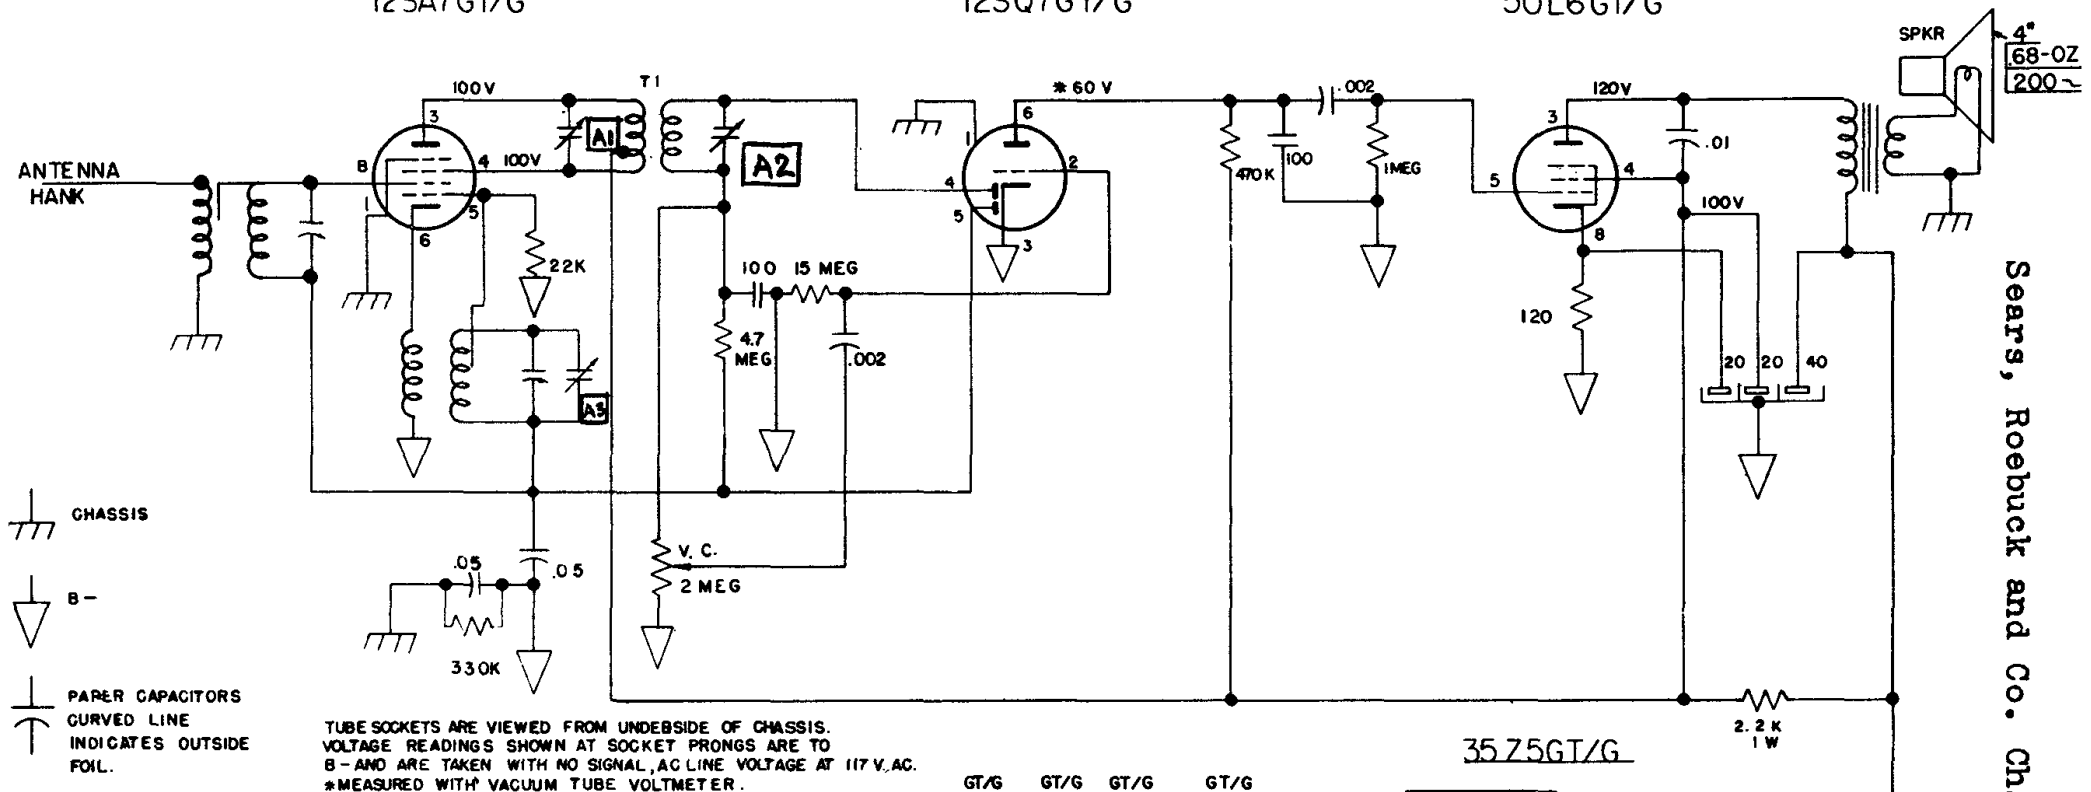 12SA7GT/G
12SQ7GT/G
50L6GT/G
SPKR
4"
.68-OZ
200~
ANTENNA
HANK
100V
T1
A1
A2
100V
3
8
4
1
5
6
22K
A3
* 60 V
6
1
2
4
5
3
.002
470K
100
1MEG
120V
3
.01
4
5
100V
8
120
20
20
40
100
15 MEG
4.7
MEG
.002
V. C.
2 MEG
.05
.05
330K
CHASSIS
B-
PAPER CAPACITORS
CURVED LINE
INDICATES OUTSIDE
FOIL.
TUBE SOCKETS ARE VIEWED FROM UNDEBSIDE OF CHASSIS.
VOLTAGE READINGS SHOWN AT SOCKET PRONGS ARE TO
B-AND ARE TAKEN WITH NO SIGNAL, AC LINE VOLTAGE AT 117 V. AC.
*MEASURED WITH VACUUM TUBE VOLTMETER.
2.2 K
1 W
35Z5GT/G
GT/G GT/G GT/G GT/G
Sears, Roebuck and Co. Ch